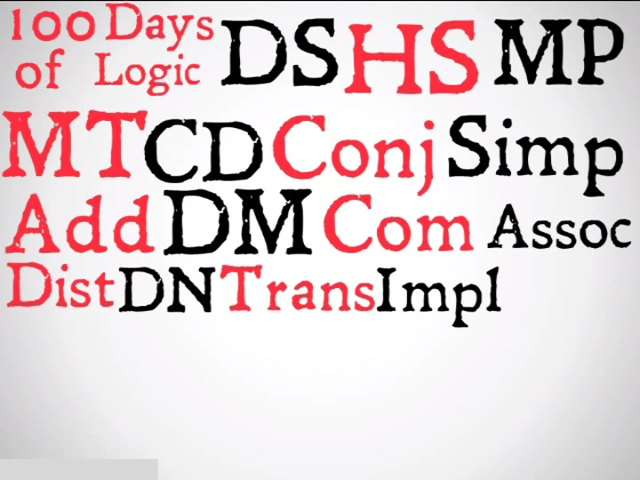 100 Days
of Logic DS HS MP
MT CD Conj Simp
Add DM Com Assoc
Dist DN Trans Impl